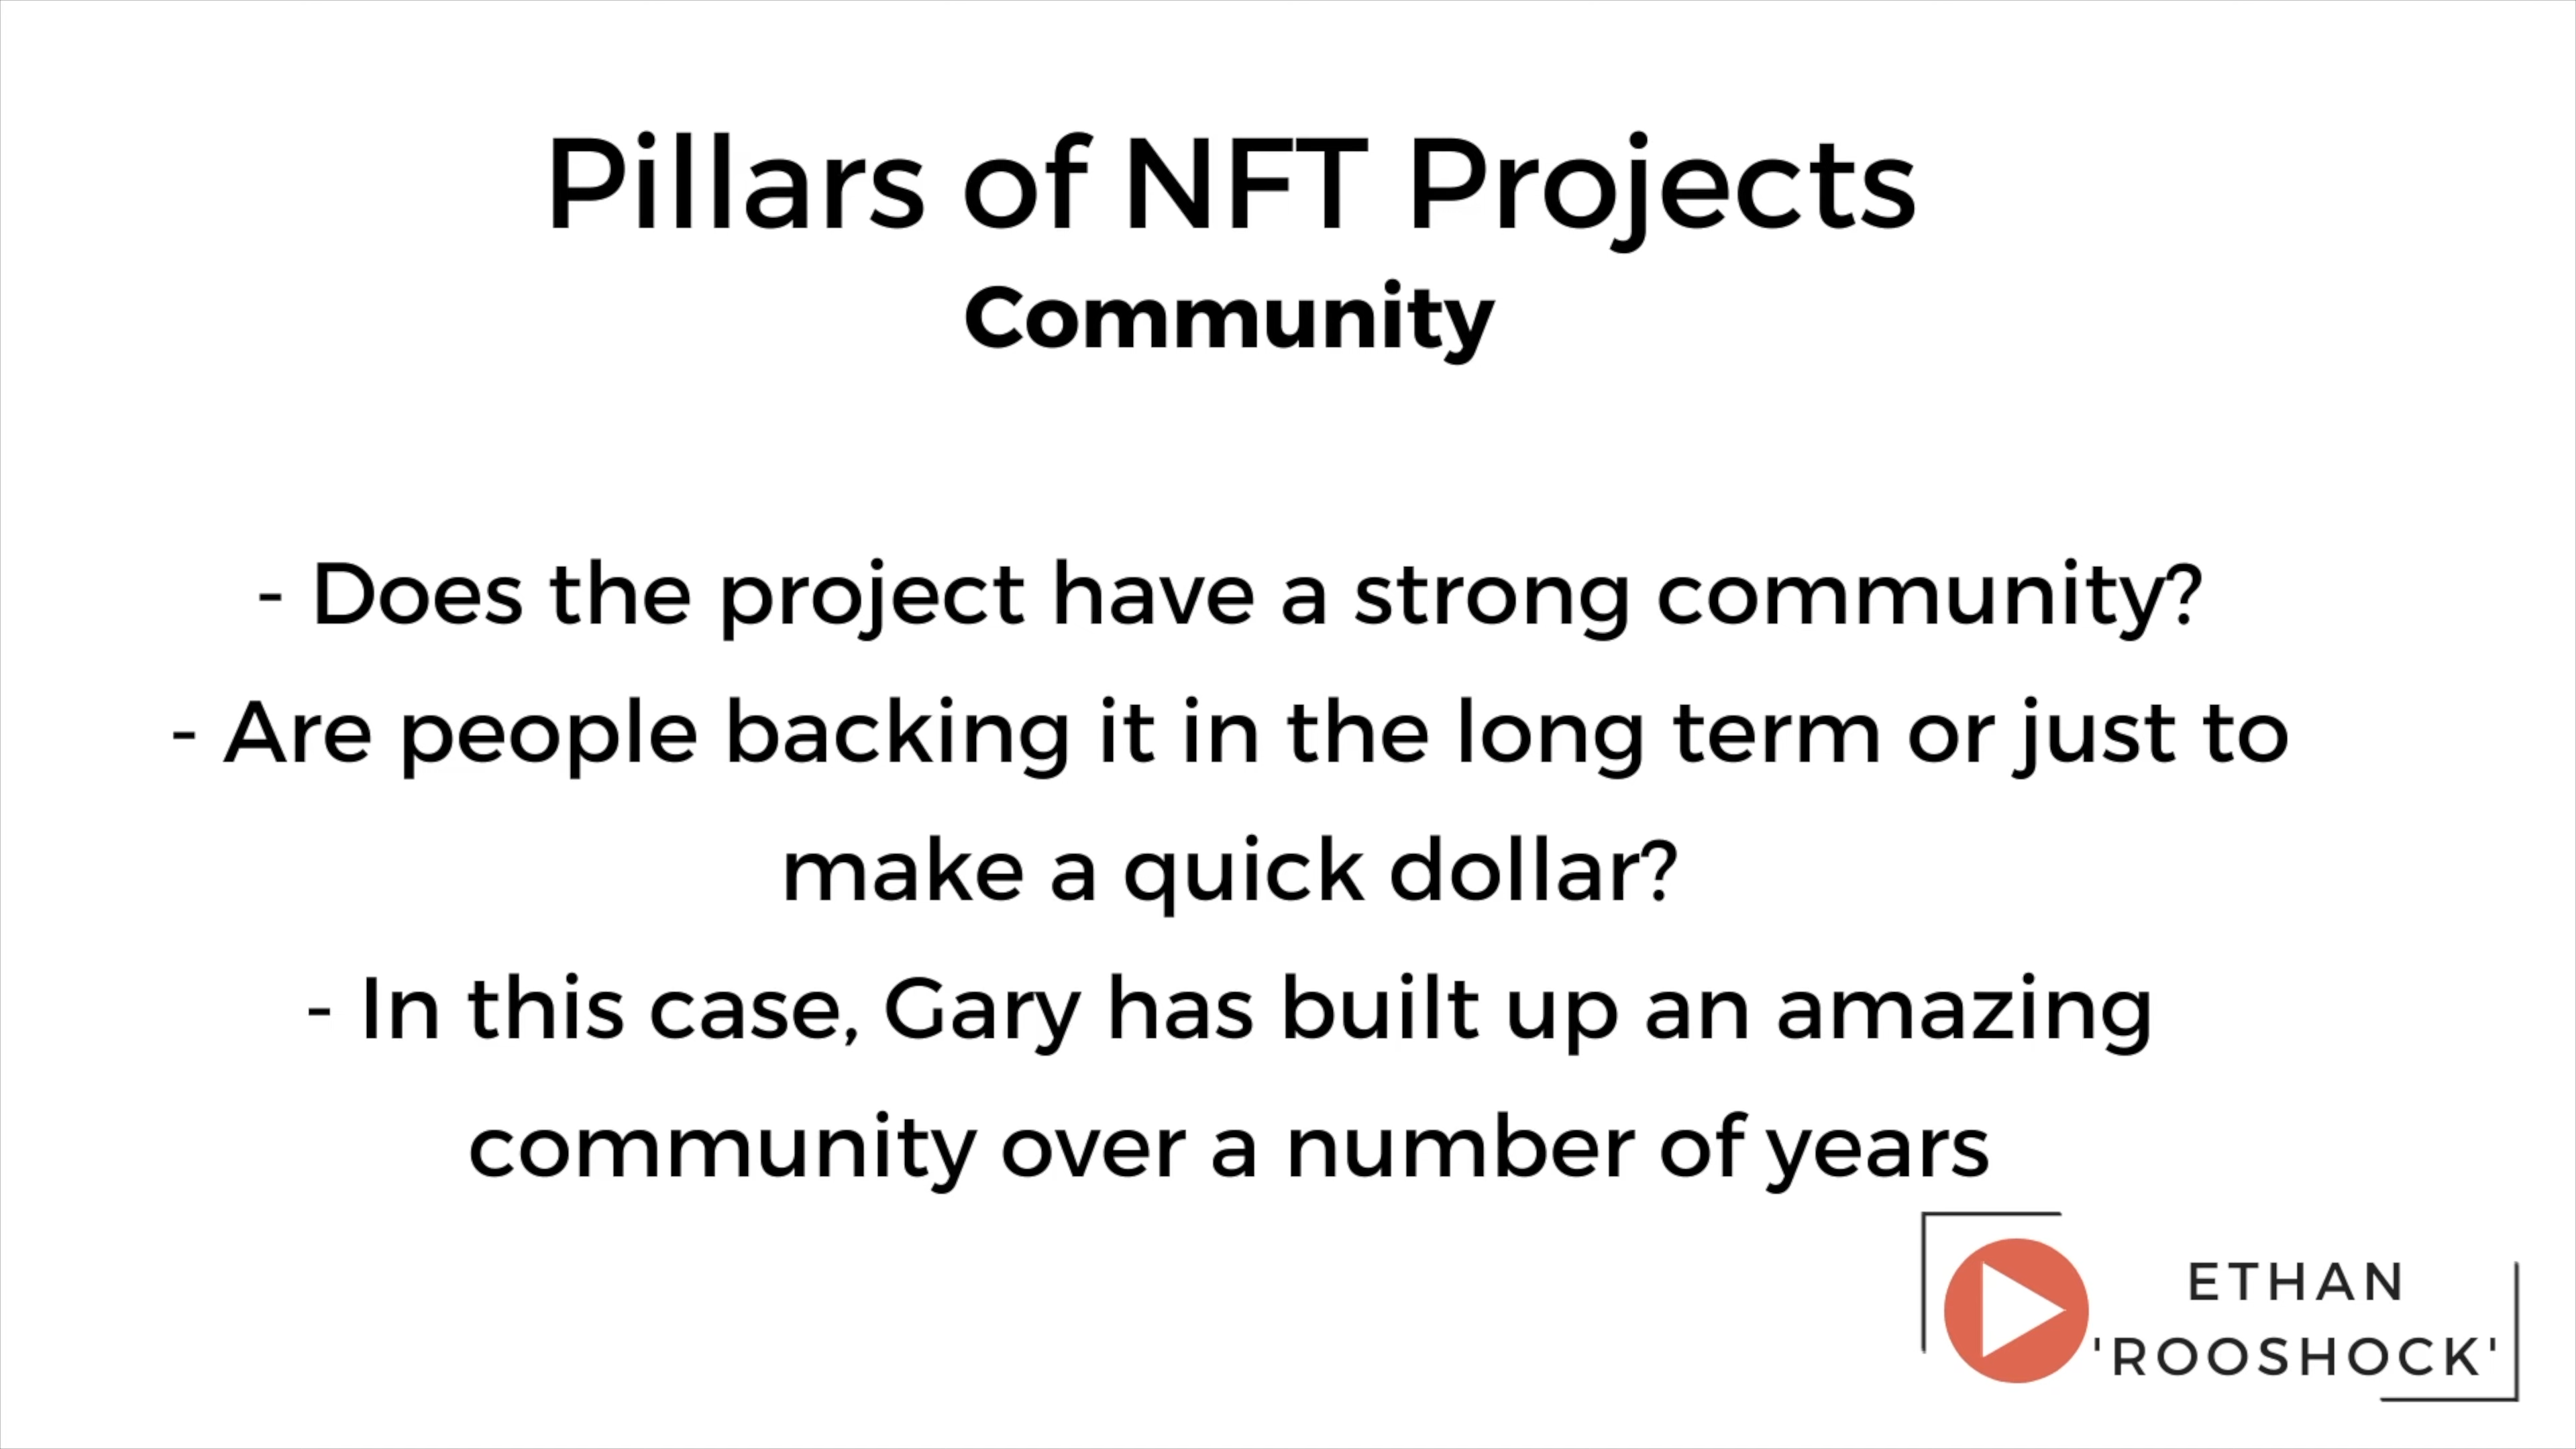 Pillars of NFT Projects
Community
- Does the project have a strong community?
- Are people backing it in the long term or just to
make a quick dollar?
- In this case, Gary has built up an amazing
community over a number of years
ETHAN
'ROOSHOCK'